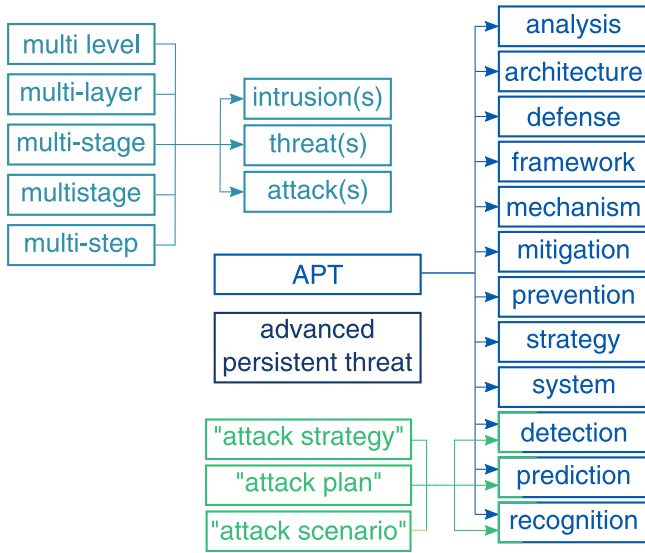 multi level
multi-layer
multi-stage
multistage
multi-step
intrusion(s)
threat(s)
attack(s)
APT
advanced
persistent threat
"attack strategy"
"attack plan"
"attack scenario"
analysis
architecture
defense
framework
mechanism
mitigation
prevention
strategy
system
detection
prediction
recognition